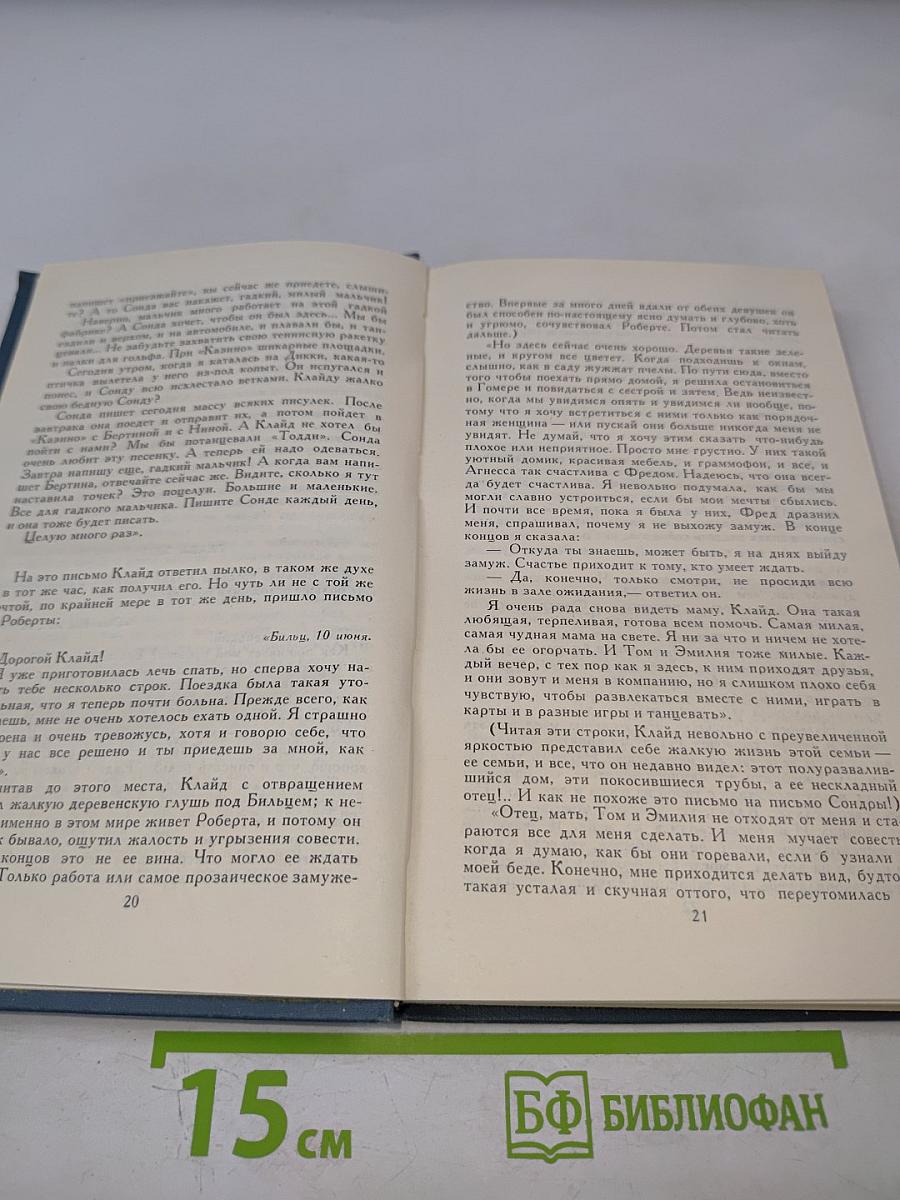 напишет «приезжайте», вы сейчас же приедете, слыши-
те? А то Сонда вас накажет, гадкий, милый мальчик!
Наверно, мальчик много работает на этой гадкой
фабрике? А Сонда хочет, чтобы он был здесь... Мы бы
ездили и верхом, и на автомобиле, и плавали бы, и тан-
цевали... Не забудьте захватить свою теннисную ракетку
и палки для гольфа. При «Казино» шикарные площадки.
Сегодня утром, когда я каталась на Дикки, какая-то
птичка вылетела у него из-под копыт. Он испугался и
понес, и Сонду всю исхлестало ветками. Клайду жалко
свою бедную Сонду?
Сонда пишет сегодня массу всяких писулек. После
завтрака она поедет и отправит их, а потом пойдет в
«Казино» с Бертиной и с Ниной. А Клайд не хотел бы
пойти с нами? Мы бы потанцевали «Тодди». Сонда
очень любит эту песенку. А теперь ей надо одеваться.
Завтра напишу еще, гадкий мальчик! А когда вам напи-
шет Бертина, отвечайте сейчас же. Видите, сколько я тут
наставила точек? Это поцелуи. Большие и маленькие.
Все для гадкого мальчика. Пишите Сонде каждый день,
и она тоже будет писать.
Целую много раз».
На это письмо Клайд ответил пылко, в таком же духе
в тот же час, как получил его. Но чуть ли не с той же
чтой, по крайней мере в тот же день, пришло письмо
Роберты:
«Бильц, 10 июня.
Дорогой Клайд!
Я уже приготовилась лечь спать, но сперва хочу на-
ть тебе несколько строк. Поездка была такая уто-
льная, что я теперь почти больна. Прежде всего, как
аешь, мне не очень хотелось ехать одной. Я страшно
рена и очень тревожусь, хотя и говорю себе, что
у нас все решено и ты приедешь за мной, как
».
итав до этого места, Клайд с отвращением
л жалкую деревенскую глушь под Бильцем; к не-
именно в этом мире живет Роберта, и потому он
к бывало, ощутил жалость и угрызения совести.
концов это не ее вина. Что могло ее ждать
Только работа или самое прозаическое замуже-
20
ство. Впервые за много дней вдали от обеих девушек он
был способен по-настоящему ясно думать и глубоко, хоть
и угрюмо, сочувствовал Роберте. Потом стал читать
дальше.)
«Но здесь сейчас очень хорошо. Деревья такие зеле-
ные, и кругом все цветет. Когда подходишь к окнам,
слышно, как в саду жужжат пчелы. По пути сюда, вместо
того чтобы поехать прямо домой, я решила остановиться
в Гомере и повидаться с сестрой и зятем. Ведь неизвест-
но, когда мы увидимся опять и увидимся ли вообще, по-
тому что я хочу встретиться с ними только как порядоч-
ная женщина — или пускай они больше никогда меня не
увидят. Не думай, что я хочу этим сказать что-нибудь
плохое или неприятное. Просто мне грустно. У них такой
уютный домик, красивая мебель, и граммофон, и все, и
Агнесса так счастлива с Фредом. Надеюсь, что она всег-
да будет счастлива. Я невольно подумала, как бы мы
могли славно устроиться, если бы мои мечты сбылись.
И почти все время, пока я была у них, Фред дразнил
меня, спрашивал, почему я не выхожу замуж. В конце
концов я сказала:
— Откуда ты знаешь, может быть, я на днях выйду
замуж. Счастье приходит к тому, кто умеет ждать.
— Да, конечно, только смотри, не просиди всю
жизнь в зале ожидания,— ответил он.
Я очень рада снова видеть маму, Клайд. Она такая
любящая, терпеливая, готова всем помочь. Самая милая,
самая чудная мама на свете. Я ни за что и ничем не хоте-
ла бы ее огорчать. И Том и Эмилия тоже милые. Каж-
дый вечер, с тех пор как я здесь, к ним приходят друзья,
и они зовут и меня в компанию, но я слишком плохо себя
чувствую, чтобы развлекаться вместе с ними, играть в
карты и в разные игры и танцевать».
(Читая эти строки, Клайд невольно с преувеличенной
яркостью представил себе жалкую жизнь этой семьи —
ее семьи, и все, что он недавно видел: этот полуразвалив-
шийся дом, эти покосившиеся трубы, а ее нескладный
отец!.. И как не похоже это письмо на письмо Сондры!)
«Отец, мать, Том и Эмилия не отходят от меня и ста-
раются все для меня сделать. И меня мучает совесть,
когда я думаю, как бы они горевали, если б узнали
моей беде. Конечно, мне приходится делать вид, будто
такая усталая и скучная оттого, что переутомилась
21
15 см
БФ БИБЛИОФАН